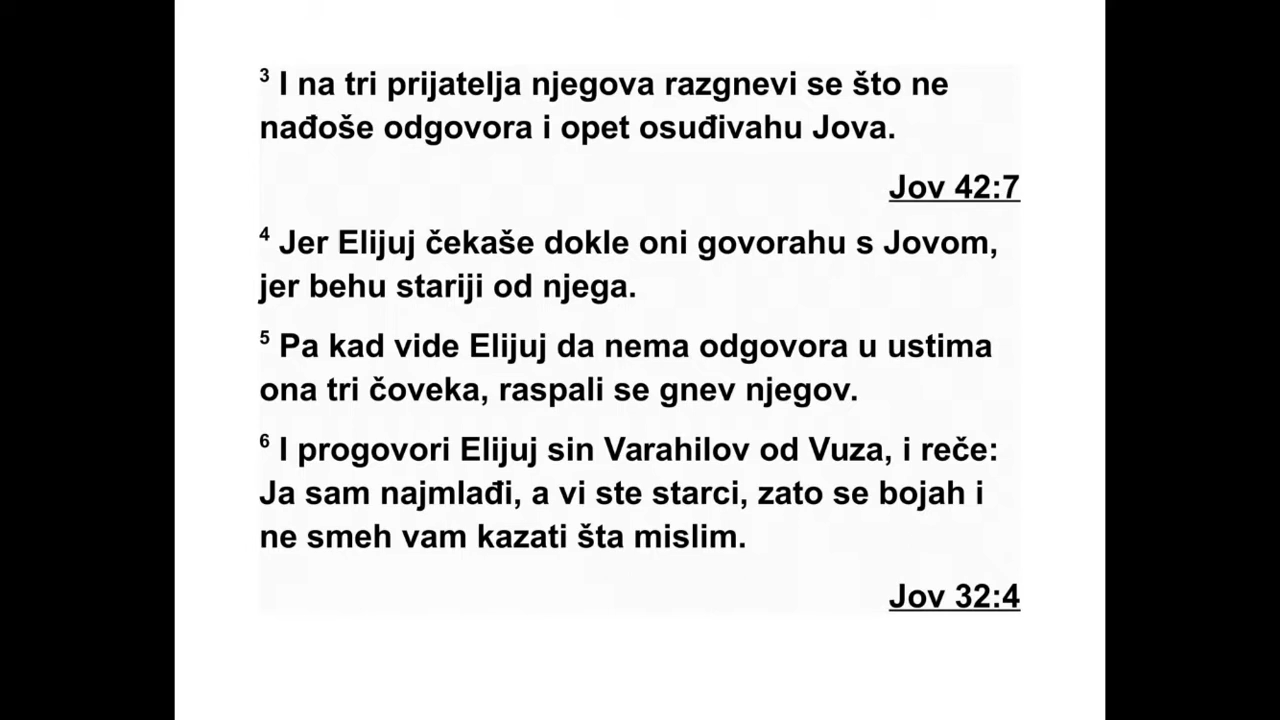 3 I na tri prijatelja njegova razgnevi se što ne
nađoše odgovora i opet osuđivahu Jova.
Jov 42:7
4 Jer Elijuj čekaše dokle oni govorahu s Jovom,
jer behu stariji od njega.
5 Pa kad vide Elijuj da nema odgovora u ustima
ona tri čoveka, raspali se gnev njegov.
6 I progovori Elijuj sin Varahilov od Vuza, i reče:
Ja sam najmlađi, a vi ste starci, zato se bojah i
ne smeh vam kazati šta mislim.
Jov 32:4